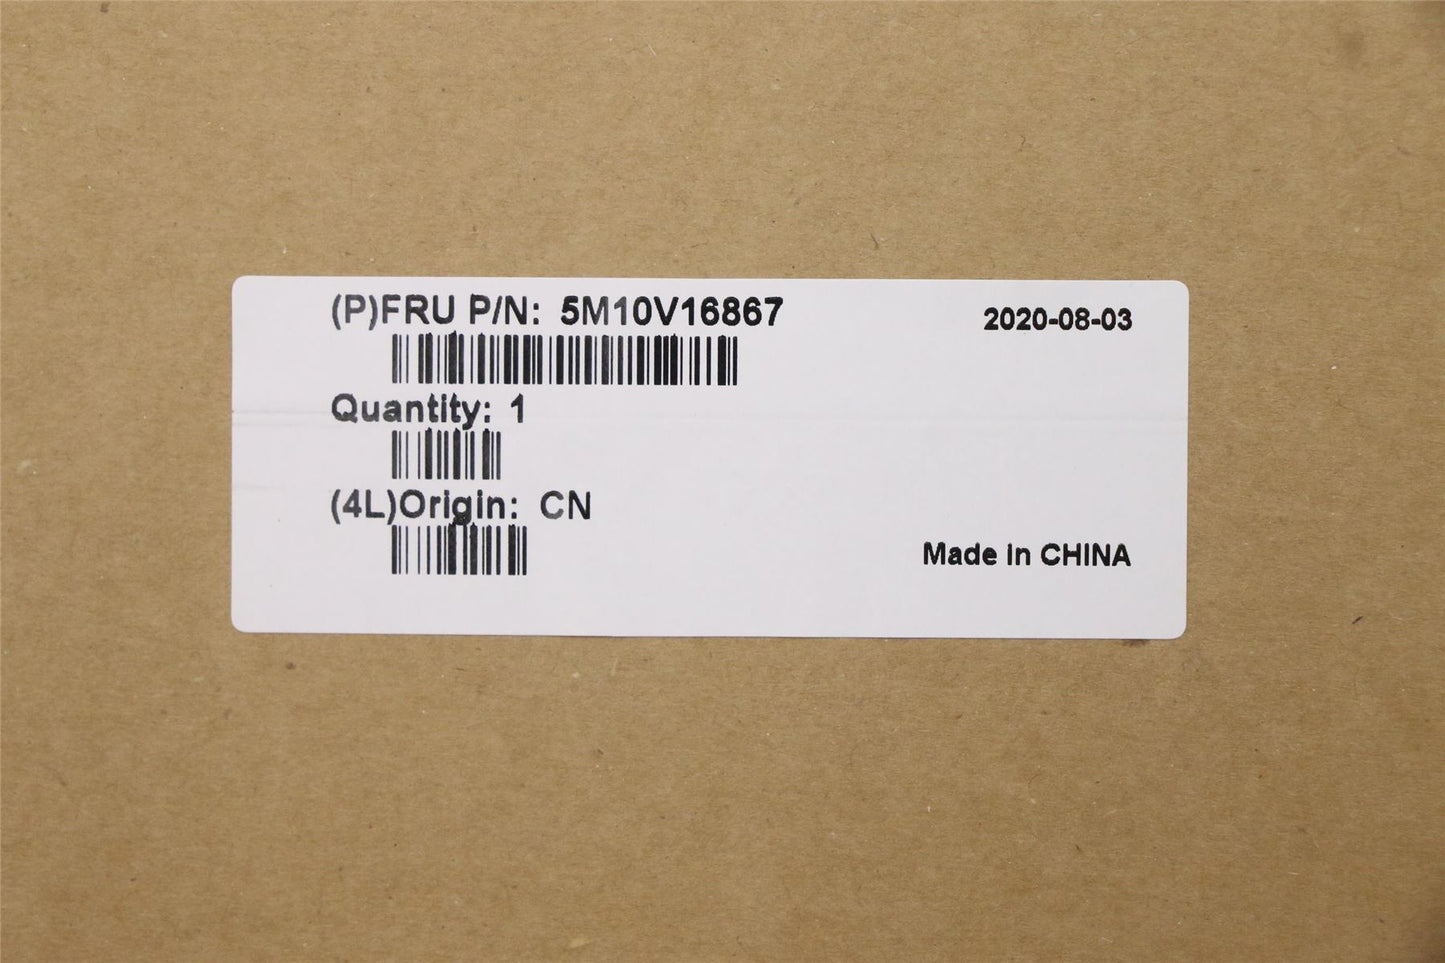 (P)FRU P/N: 5M10V16867
2020-08-03
Quantity: 1
(4L)Origin: CN
Made in CHINA